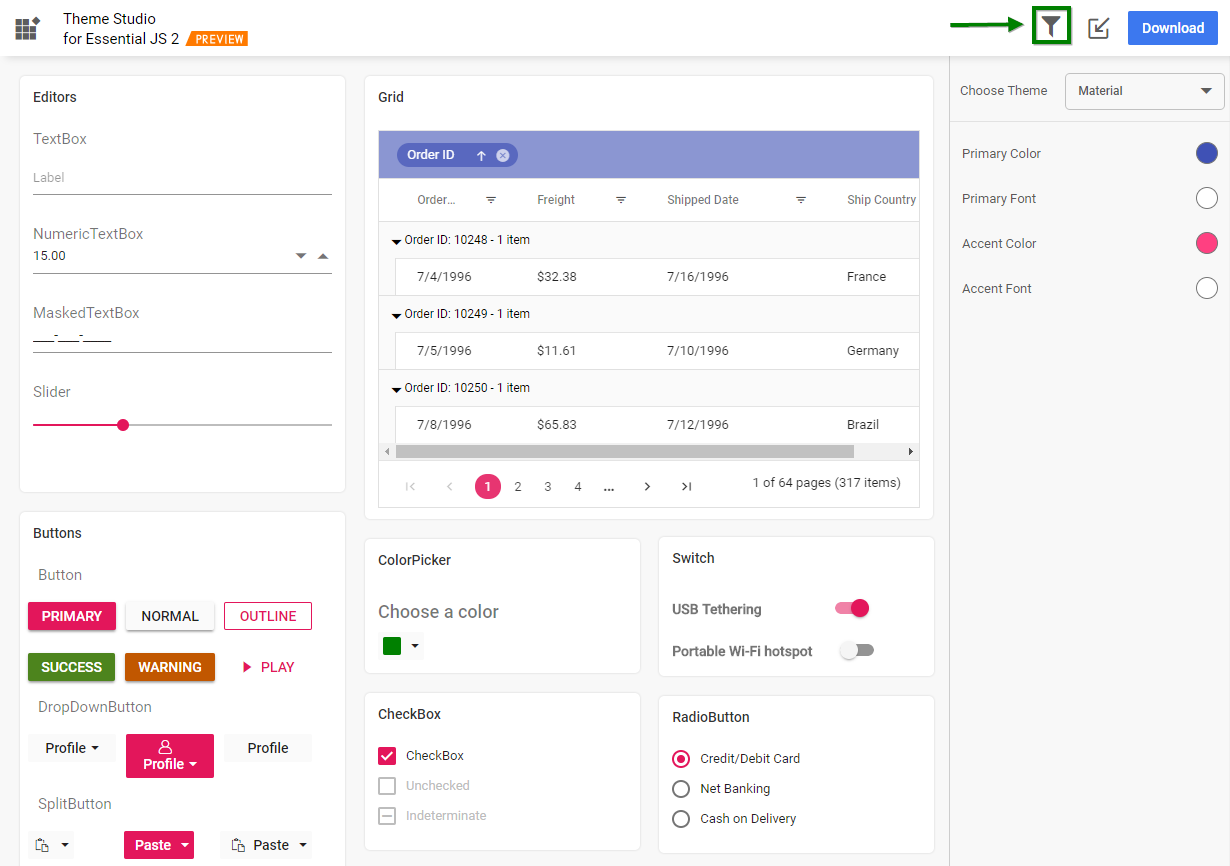 Theme Studio
for Essential JS 2 PREVIEW
Download
Editors
TextBox
Label
NumericTextBox
15.00
MaskedTextBox
___-___-____
Slider
Buttons
Button
PRIMARY NORMAL OUTLINE
SUCCESS WARNING PLAY
DropDownButton
Profile Profile Profile
SplitButton
Paste Paste
Grid
Order ID
Order... Freight Shipped Date Ship Country
Order ID: 10248 - 1 item
7/4/1996 $32.38 7/16/1996 France
Order ID: 10249 - 1 item
7/5/1996 $11.61 7/10/1996 Germany
Order ID: 10250 - 1 item
7/8/1996 $65.83 7/12/1996 Brazil
1 2 3 4 ... 1 of 64 pages (317 items)
ColorPicker
Choose a color
Switch
USB Tethering
Portable Wi-Fi hotspot
CheckBox
CheckBox
Unchecked
Indeterminate
RadioButton
Credit/Debit Card
Net Banking
Cash on Delivery
Choose Theme Material
Primary Color
Primary Font
Accent Color
Accent Font